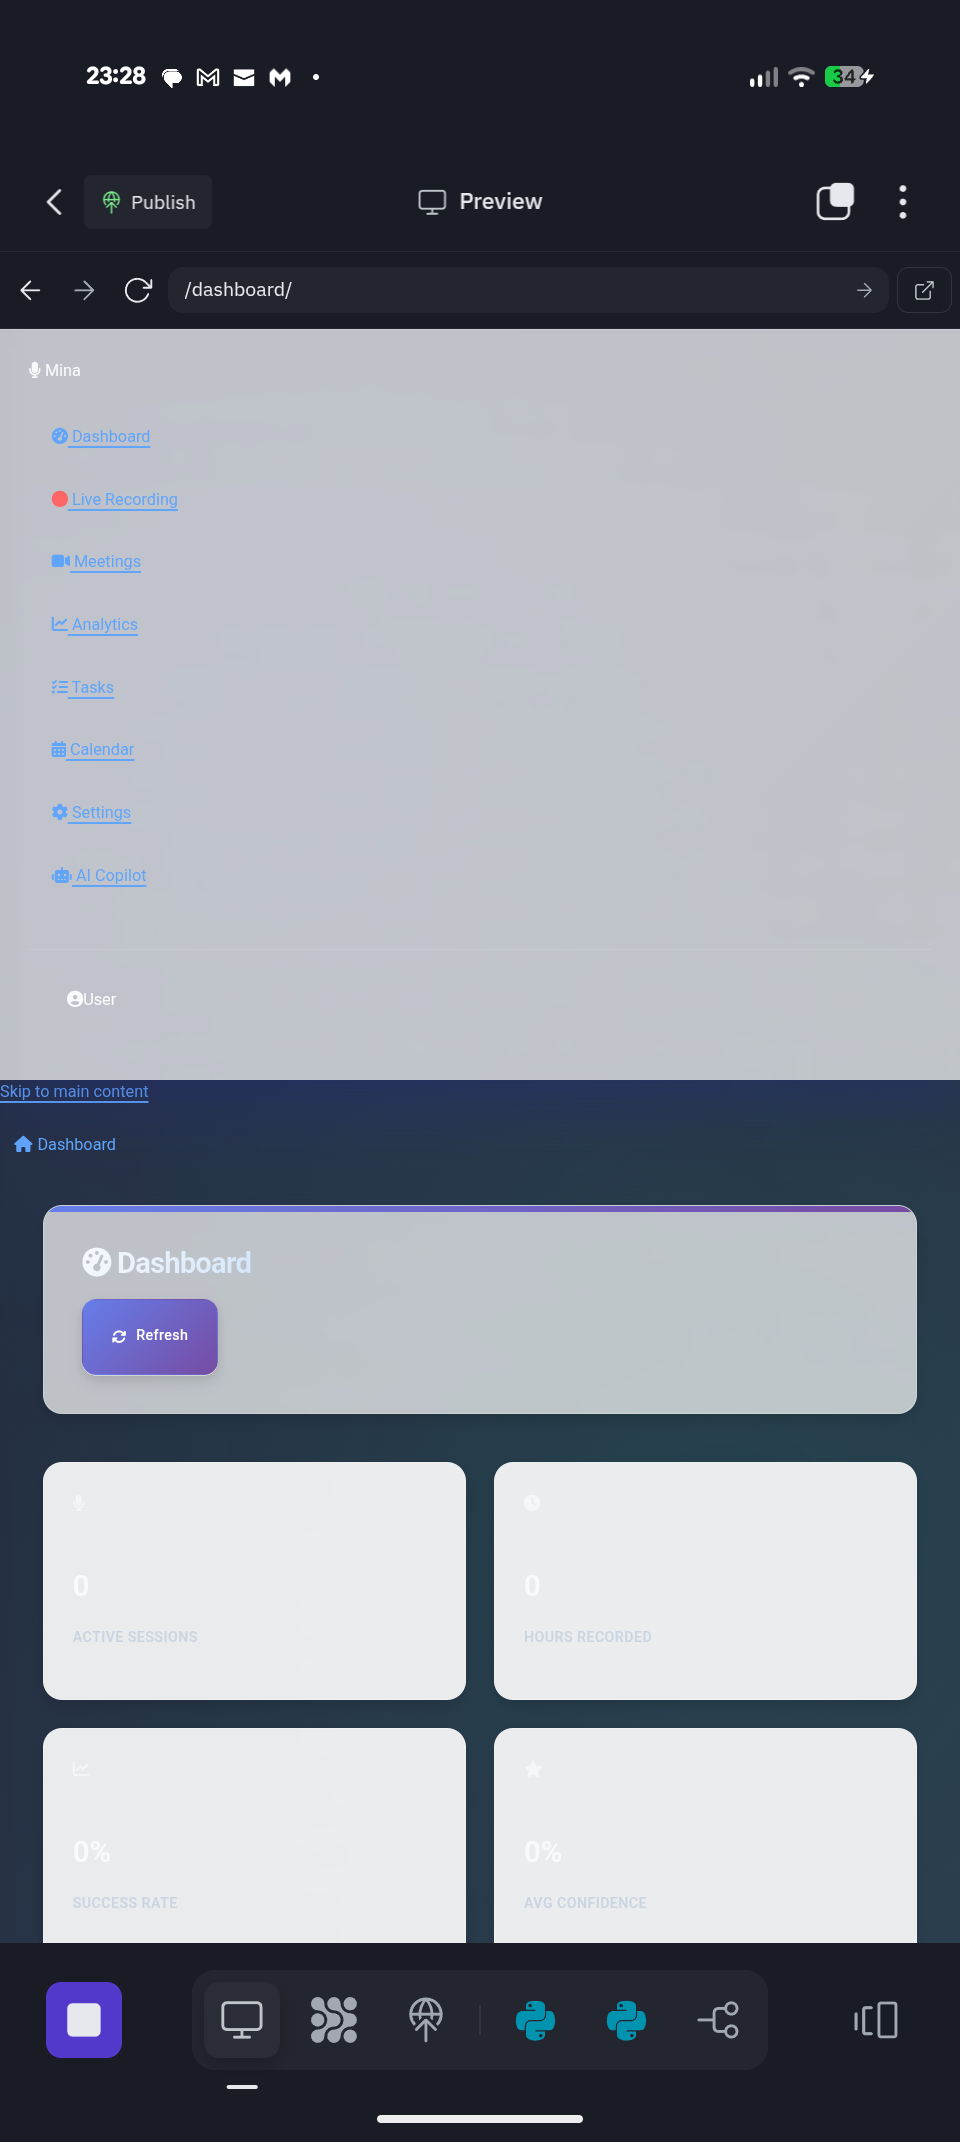 23:28
34
Publish
Preview
/dashboard/
Mina
Dashboard
Live Recording
Meetings
Analytics
Tasks
Calendar
Settings
AI Copilot
User
Skip to main content
Dashboard
Dashboard
Refresh
0
ACTIVE SESSIONS
0
HOURS RECORDED
0%
SUCCESS RATE
0%
AVG CONFIDENCE